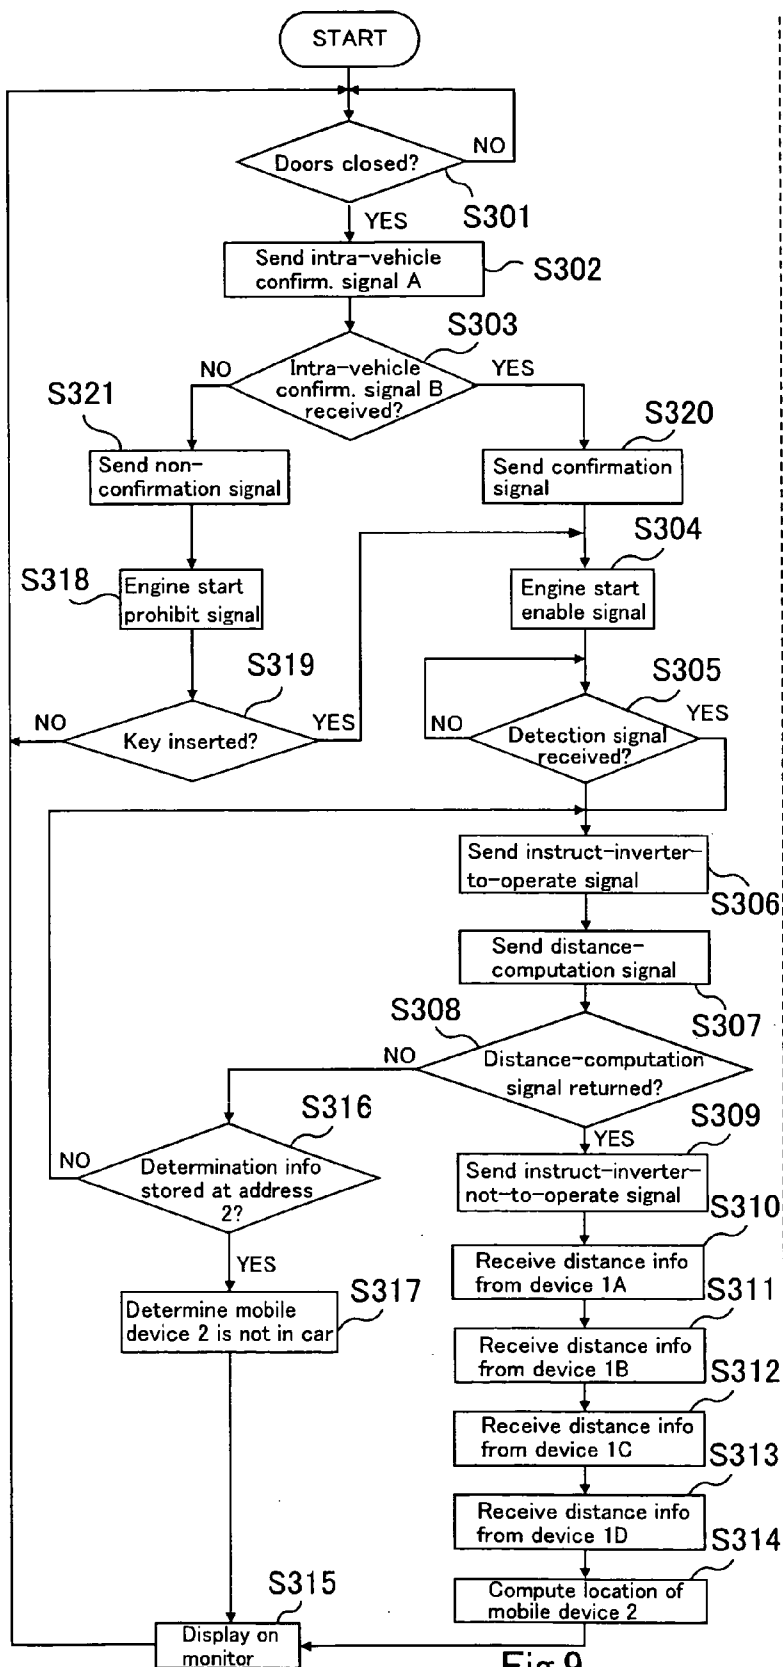 START
Doors closed?
NO
S301
YES
Send intra-vehicle
confirm. signal A
S302
S303
NO
Intra-vehicle
confirm. signal B
received?
YES
S321
Send non-
confirmation signal
S320
Send confirmation
signal
S318
Engine start
prohibit signal
S304
Engine start
enable signal
S319
NO
Key inserted?
YES
S305
NO
Detection signal
received?
YES
Send instruct-inverter-
to-operate signal
S306
Send distance-
computation signal
S307
S308
NO
Distance-computation
signal returned?
YES
S316
NO
Determination info
stored at address
2?
YES
S309
Send instruct-inverter-
not-to-operate signal
S310
Receive distance info
from device 1A
S317
Determine mobile
device 2 is not in car
S311
Receive distance info
from device 1B
S312
Receive distance info
from device 1C
S313
Receive distance info
from device 1D
S314
Compute location of
mobile device 2
S315
Display on
monitor
Fig.9